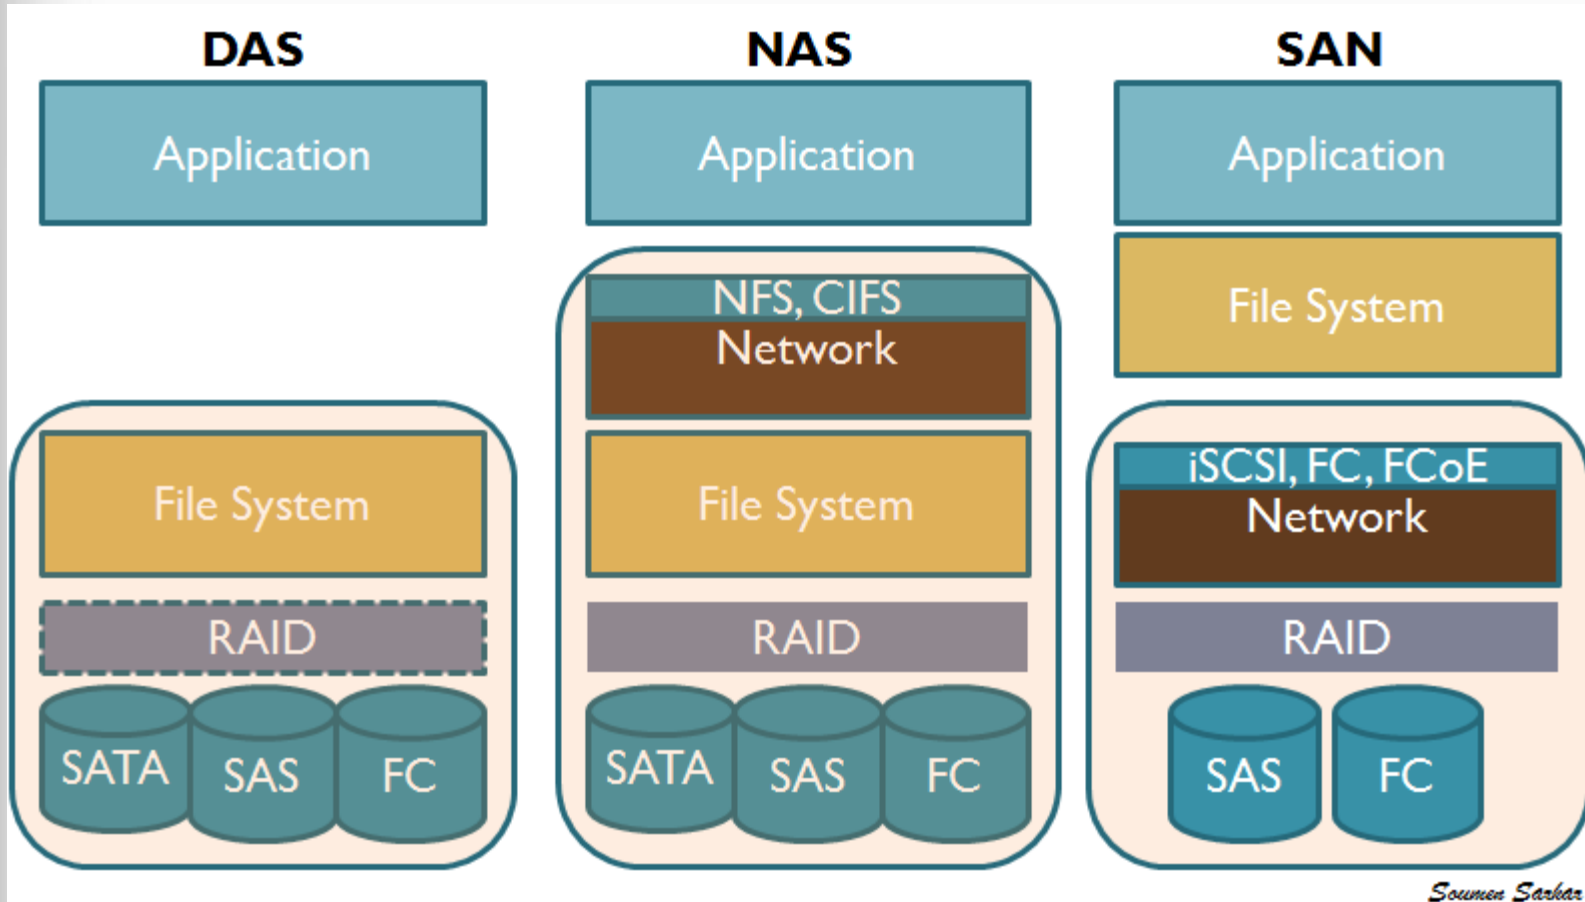 DAS
Application
File System
RAID
SATA
SAS
FC
NAS
Application
NFS, CIFS
Network
File System
RAID
SATA
SAS
FC
SAN
Application
File System
iSCSI, FC, FCoE
Network
RAID
SAS
FC
Soumen Sarkar